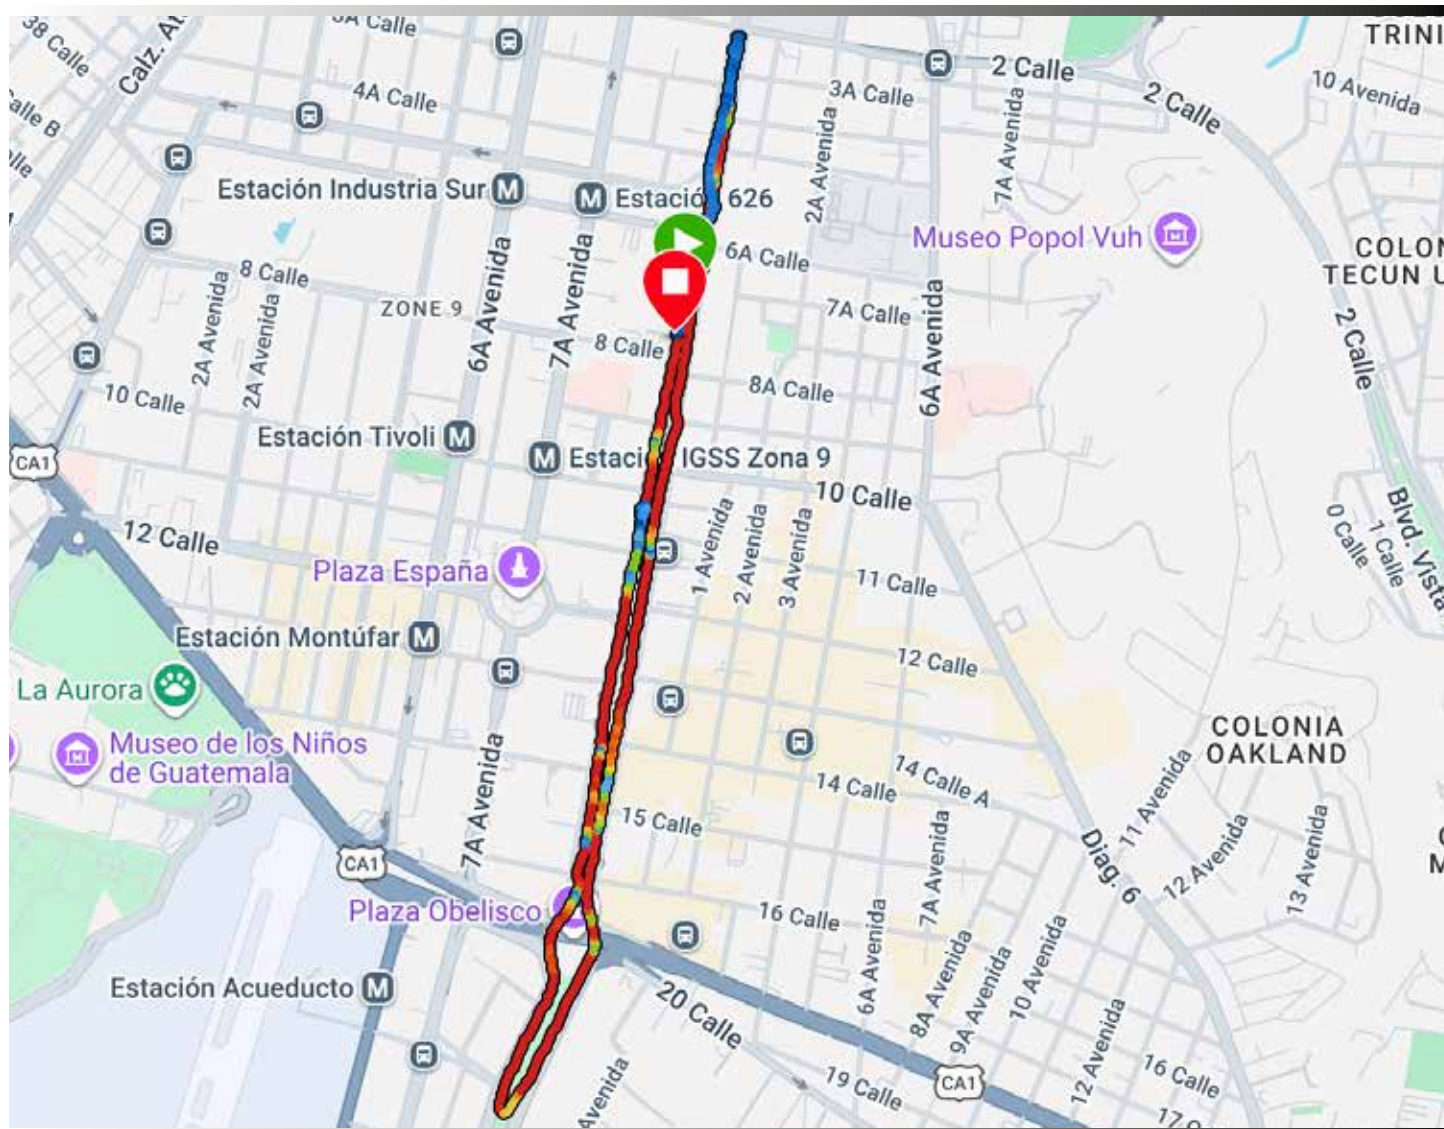 TRINI
38 Calle
Calz. At
5A Calle
2 Calle
4A Calle
3A Calle
10 Avenida
2 Calle
Calle B
2A Avenida
7A Avenida
Estación Industria Sur
M
M
Estació
626
Museo Popol Vuh
6A Calle
COLON
TECUN U
8 Calle
2A Avenida
2A Avenida
ZONE 9
6A Avenida
7A Avenida
7A Calle
6A Avenida
2 Calle
8 Calle
8A Calle
10 Calle
Estación Tivoli
M
M
Estaci
IGSS Zona 9
CA1
10 Calle
12 Calle
1 Avenida
2 Avenida
3 Avenida
0 Calle
1 Calle
Blvd. Vista
Plaza España
11 Calle
Estación Montúfar
M
12 Calle
La Aurora
Museo de los Niños
de Guatemala
COLONIA
OAKLAND
7A Avenida
14 Calle
14 Calle A
11 Avenida
15 Calle
12 Avenida
13 Avenida
CA1
7A Avenida
Diag. 6
Plaza Obelisco
16 Calle
6A Avenida
8A Avenida
9A Avenida
10 Avenida
Estación Acueducto
M
20 Calle
12 Avenida
19 Calle
CA1
16 Calle
Avenida